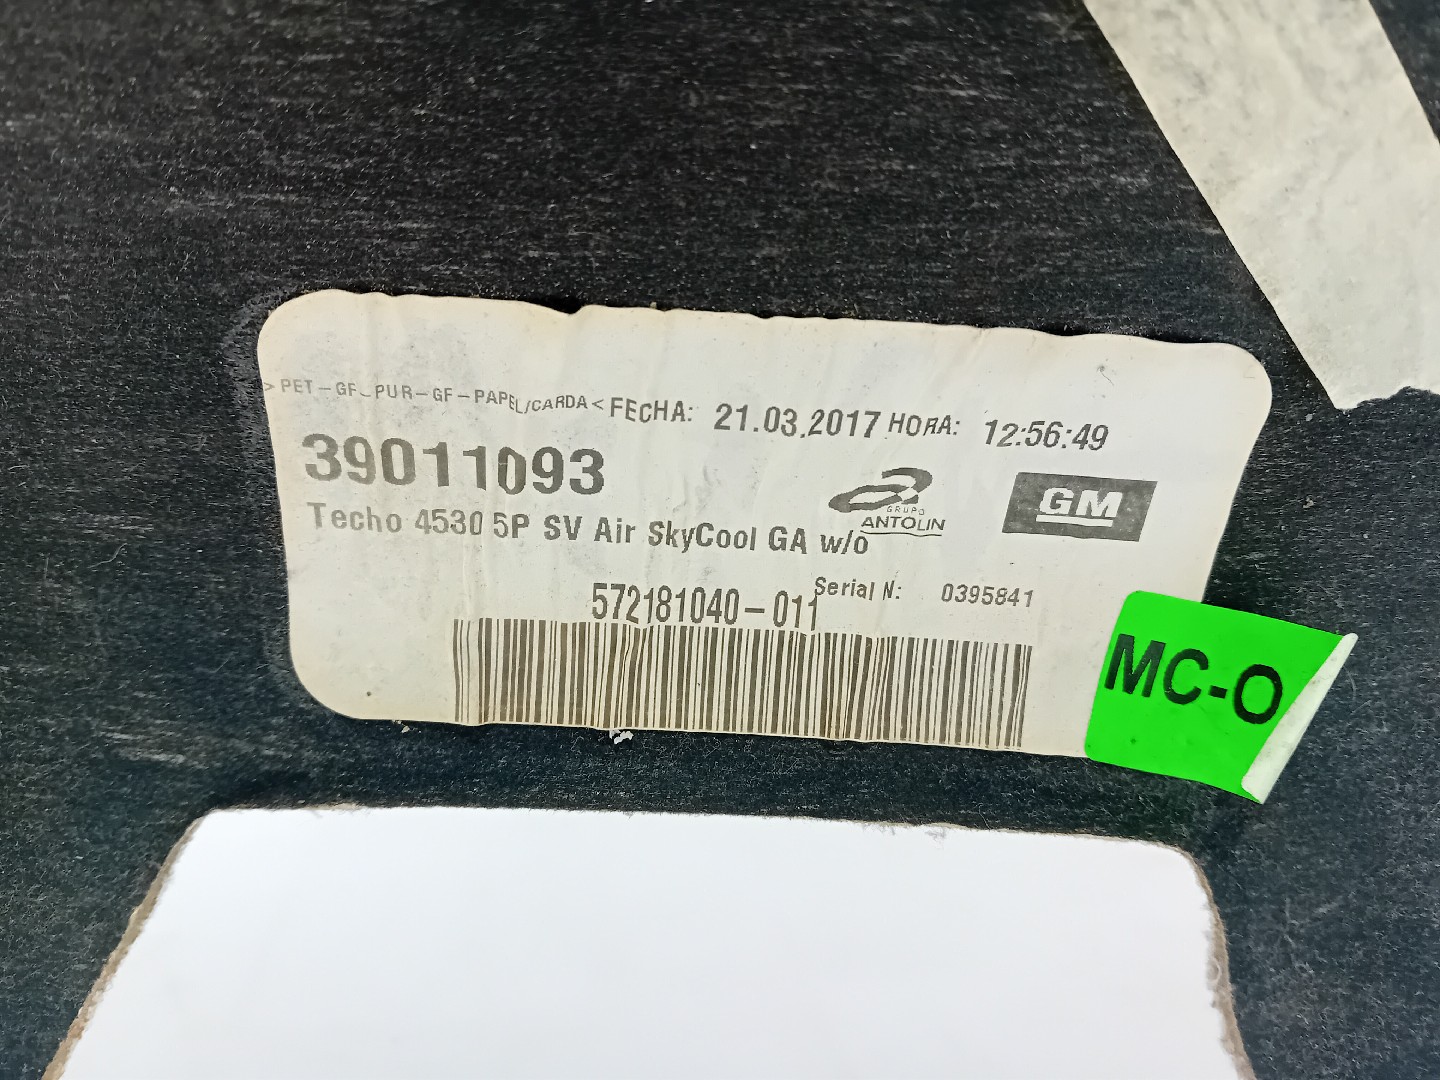 >PET-GF-PUR-GF-PAPEL/CARDA< FECHA: 21.03.2017 HORA: 12:56:49
39011093
GRUPO
ANTOLIN
GM
Techo 4530 5P SV Air SkyCool GA w/o
572181040-011 Serial N: 0395841
MC-O